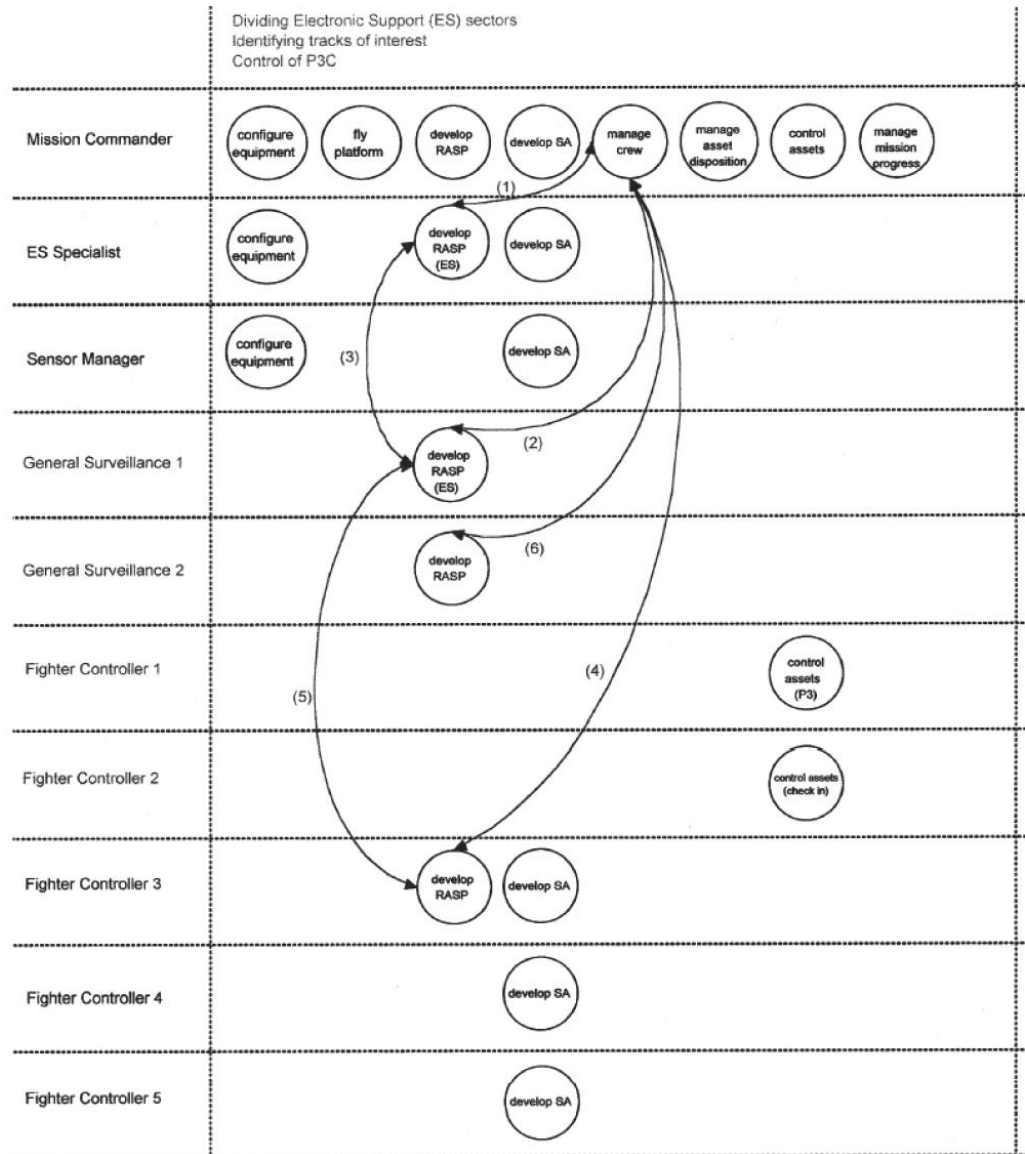 Dividing Electronic Support (ES) sectors
Identifying tracks of interest
Control of P3C
Mission Commander
configure
equipment
fly
platform
develop
RASP
develop SA
manage
crew
manage
asset
disposition
control
assets
manage
mission
progress
(1)
ES Specialist
configure
equipment
develop
RASP
(ES)
develop SA
Sensor Manager
configure
equipment
(3)
develop SA
General Surveillance 1
develop
RASP
(ES)
(2)
General Surveillance 2
develop
RASP
(6)
Fighter Controller 1
(5)
(4)
control
assets
(P3)
Fighter Controller 2
control assets
(check in)
Fighter Controller 3
develop
RASP
develop SA
Fighter Controller 4
develop SA
Fighter Controller 5
develop SA